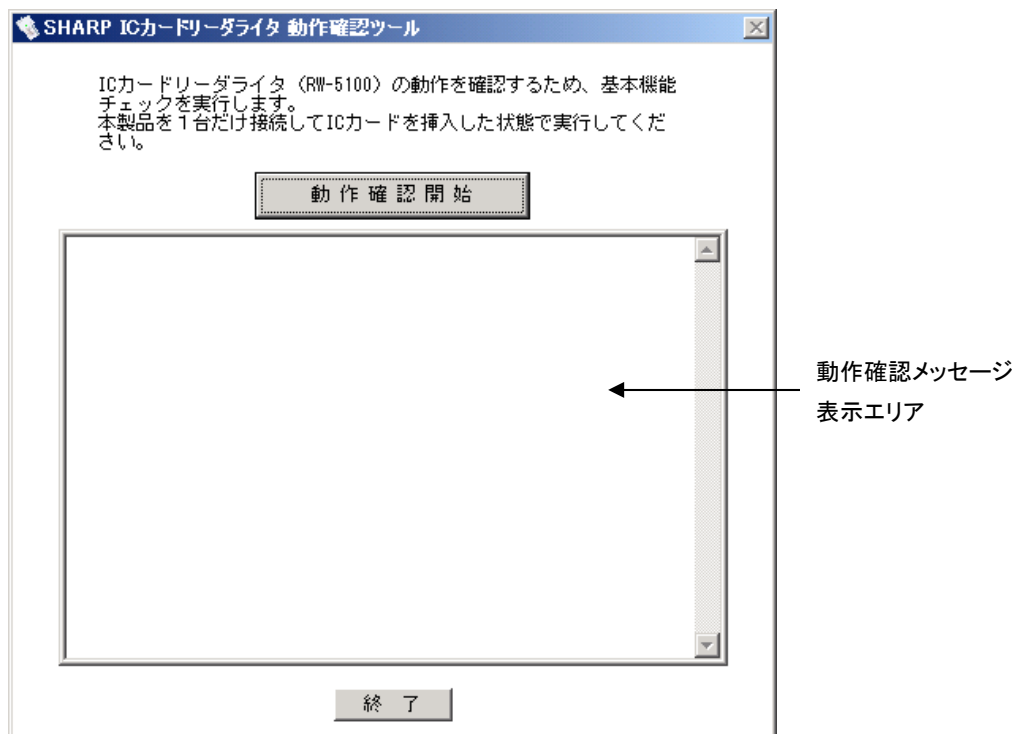 SHARP ICカードリーダライタ 動作確認ツール
ICカードリーダライタ（RW-5100）の動作を確認するため、基本機能
チェックを実行します。
本製品を１台だけ接続してICカードを挿入した状態で実行してくだ
さい。
動作確認開始
動作確認メッセージ
表示エリア
終 了